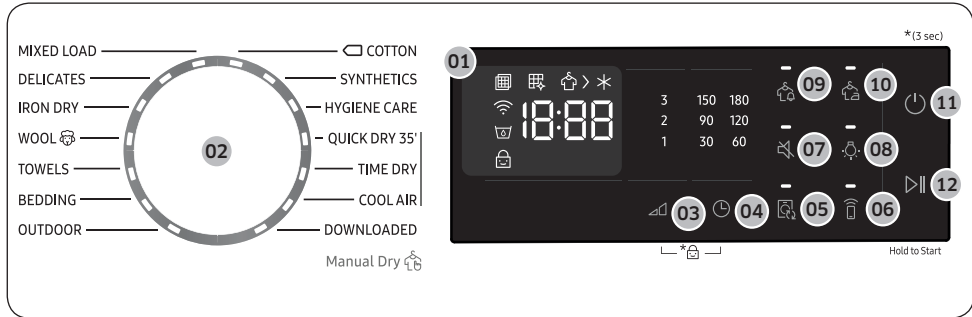 MIXED LOAD
DELICATES
IRON DRY
WOOL
TOWELS
BEDDING
OUTDOOR
02
COTTON
SYNTHETICS
HYGIENE CARE
QUICK DRY 35'
TIME DRY
COOL AIR
DOWNLOADED
Manual Dry
*(3 sec)
01
18:88
3 150 180
2 90 120
1 30 60
09 10
11
07 08
12
03 04 05 06
*
Hold to Start